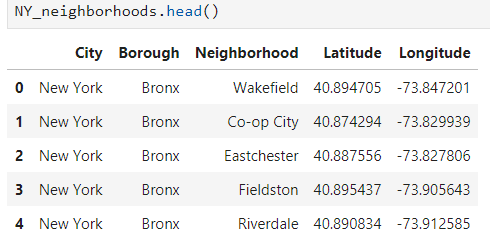 NY_neighborhoods.head()
City Borough Neighborhood Latitude Longitude
0 New York Bronx Wakefield 40.894705 -73.847201
1 New York Bronx Co-op City 40.874294 -73.829939
2 New York Bronx Eastchester 40.887556 -73.827806
3 New York Bronx Fieldston 40.895437 -73.905643
4 New York Bronx Riverdale 40.890834 -73.912585